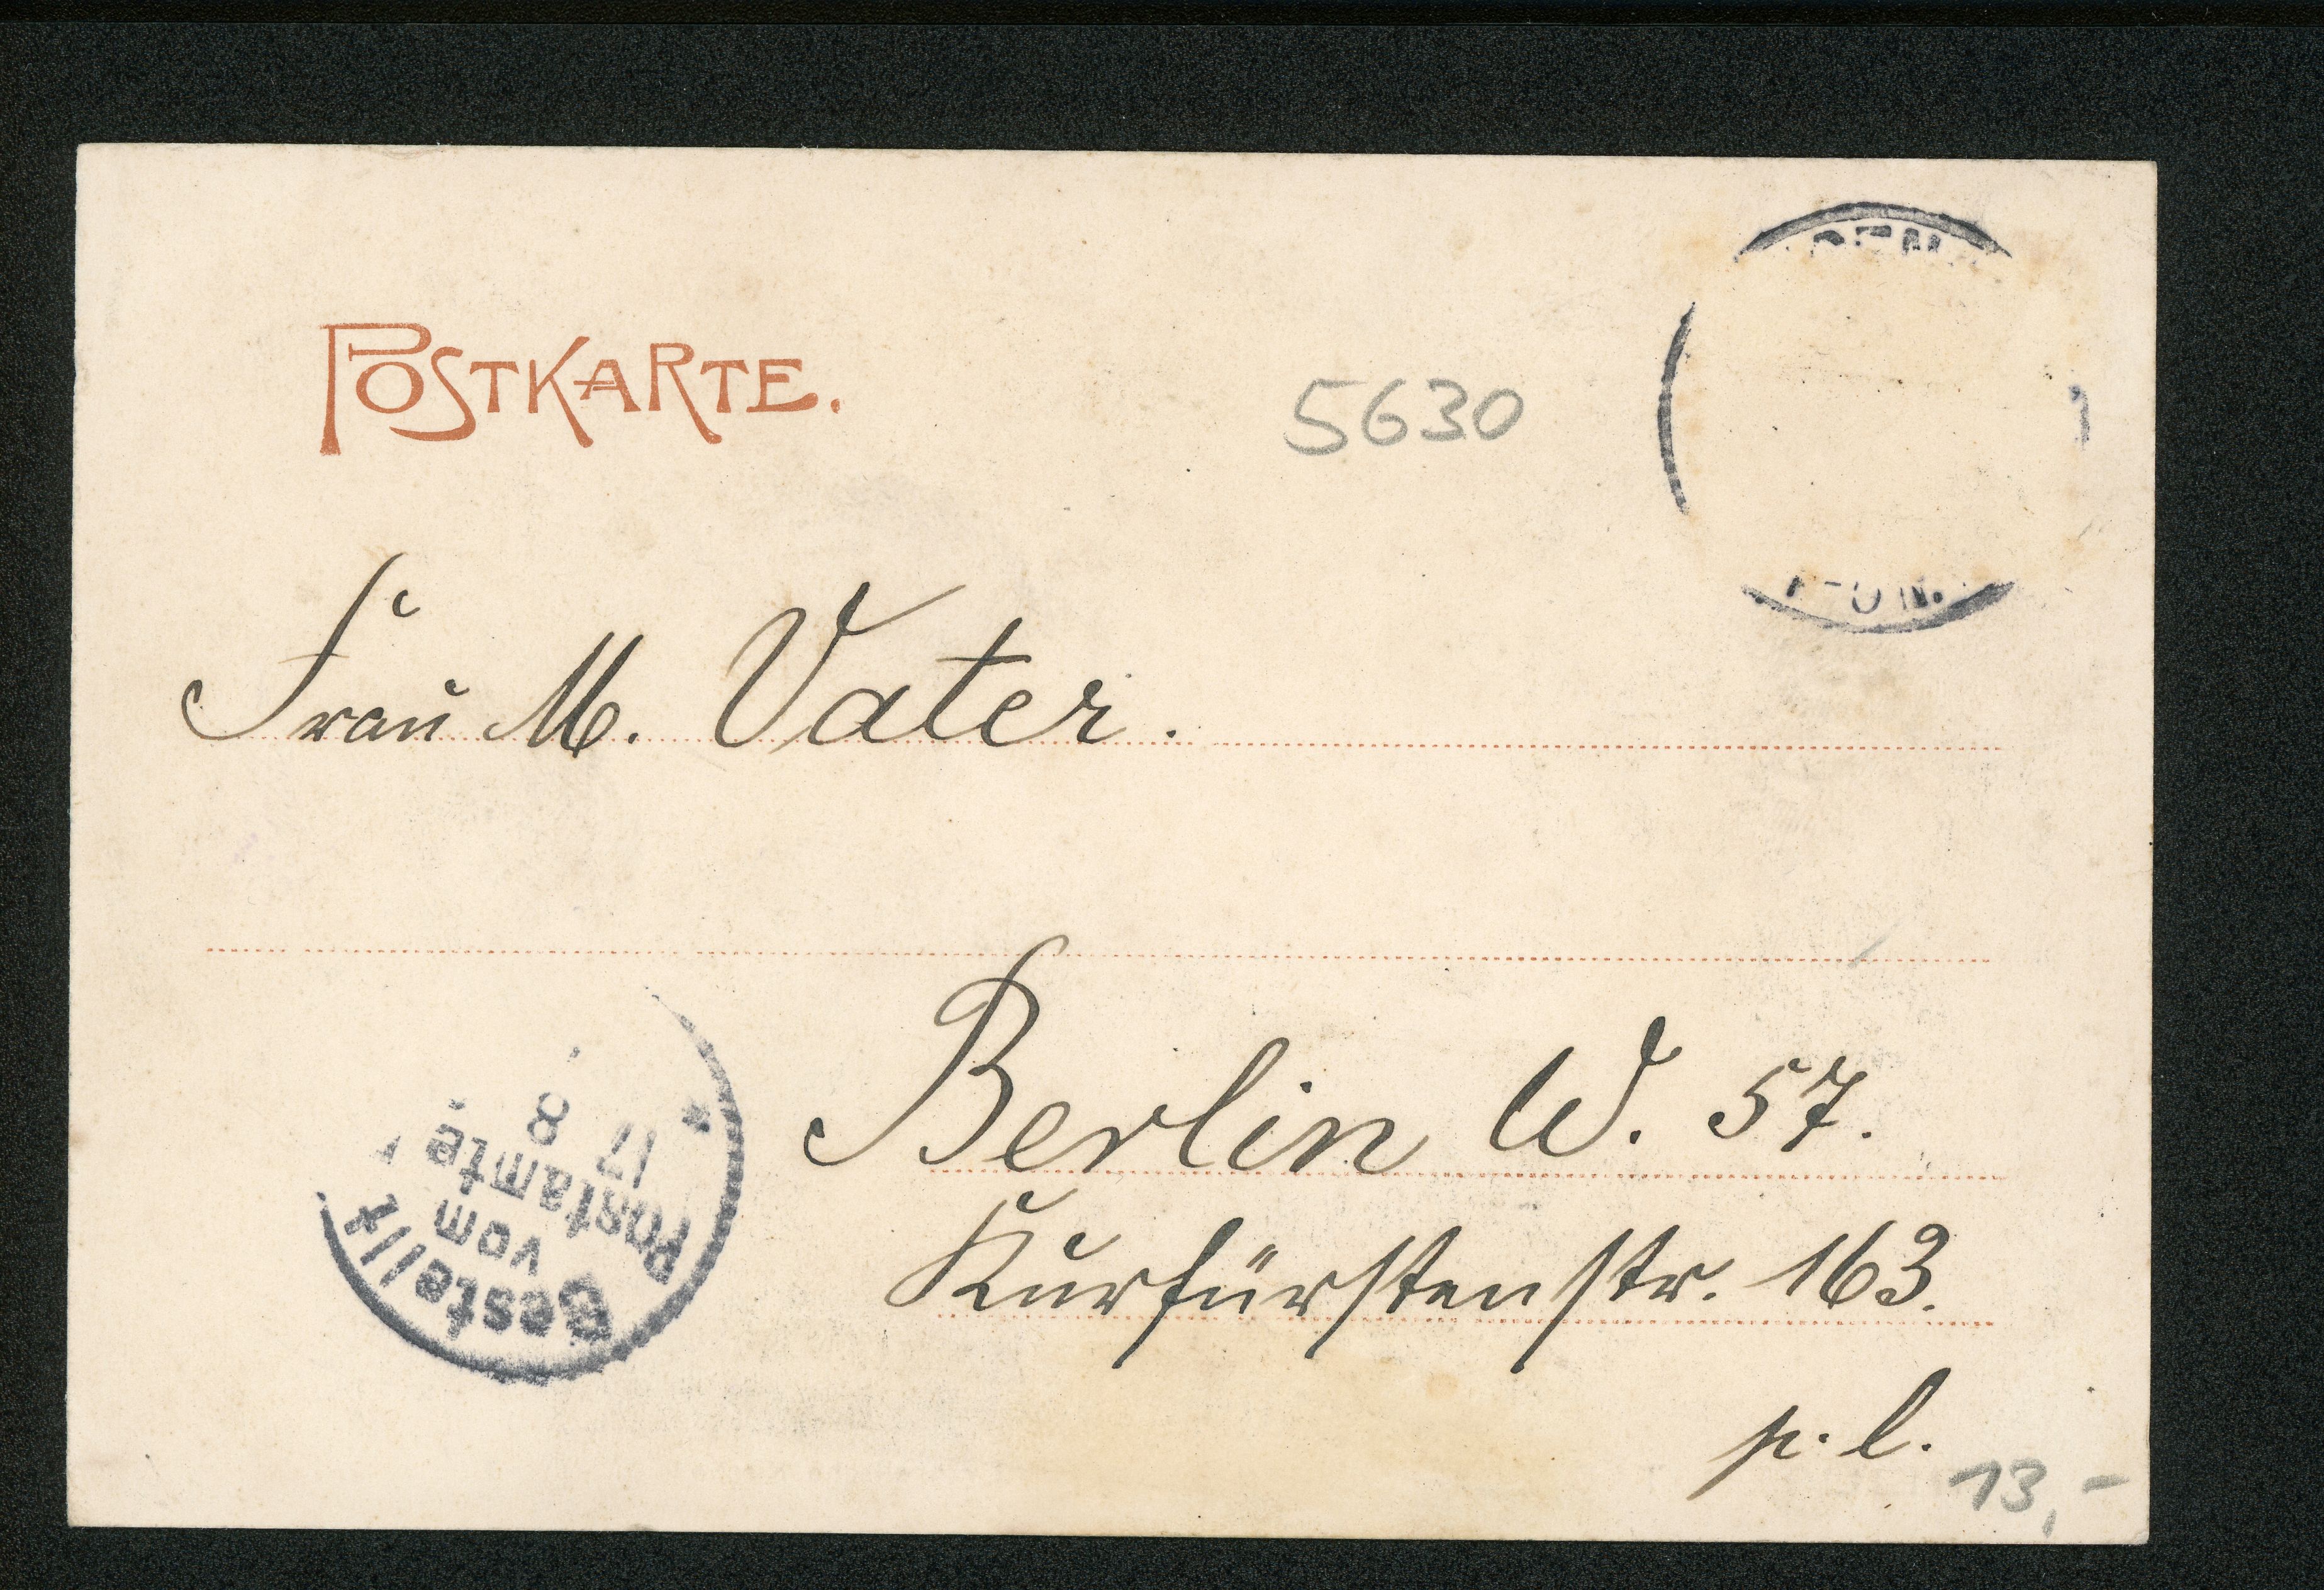 POSTKARTE.
5630
Frau M. Vater.
Berlin W. 57.
Kurfürstenstr. 163.
p. l.
13,-
Bestellt
vom
Postamte
17
8